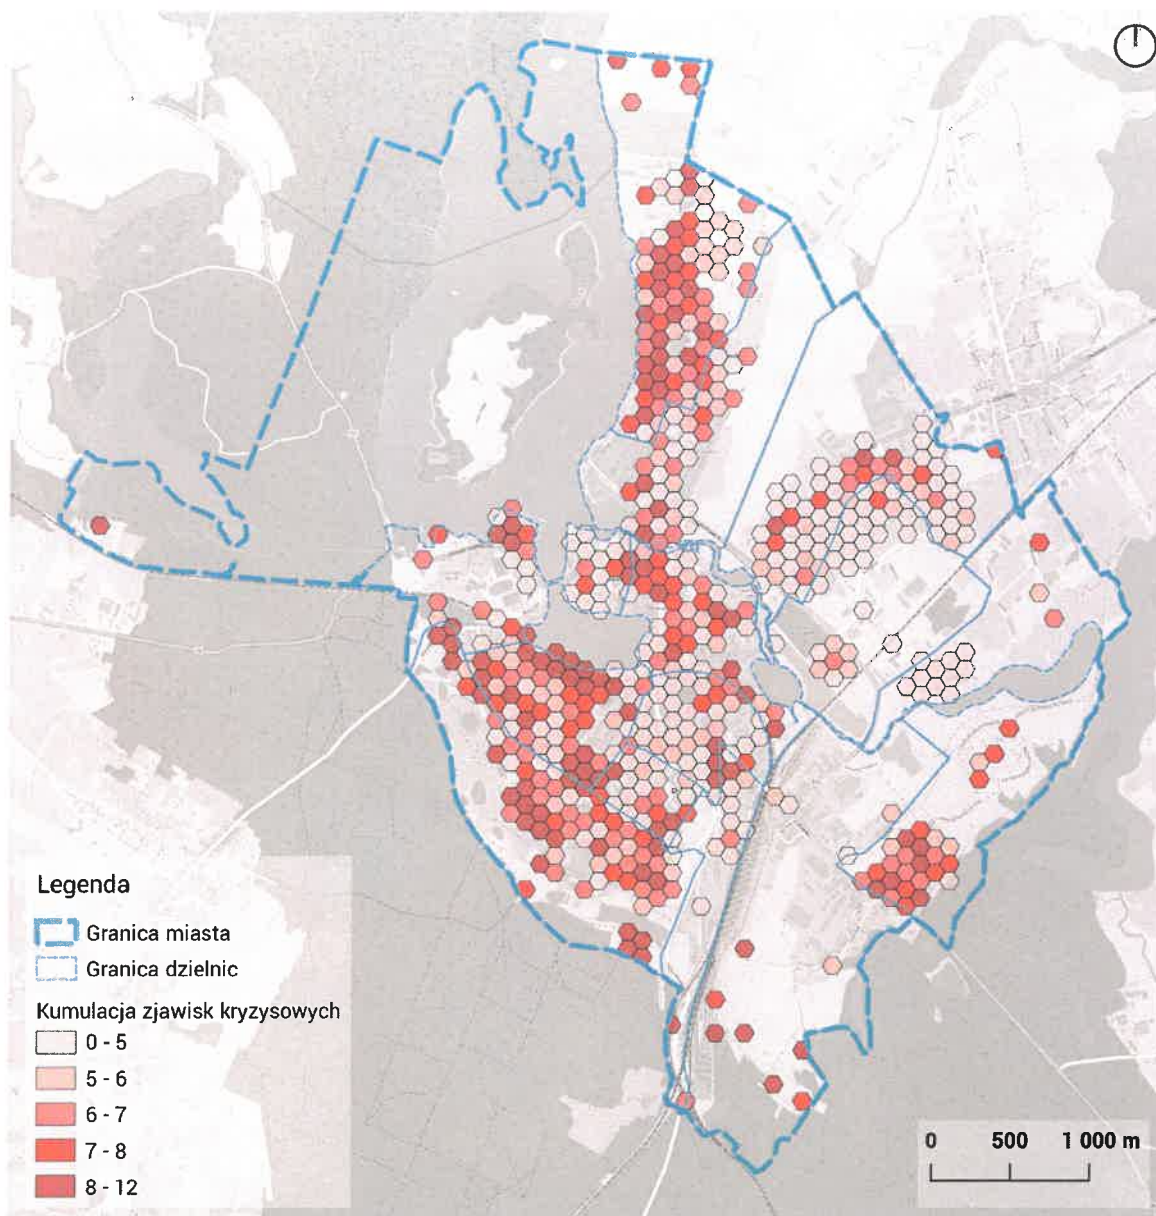 Legenda
Granica miasta
Granica dzielnic
Kumulacja zjawisk kryzysowych
0 - 5
5 - 6
6 - 7
7 - 8
8 - 12
0 500 1 000 m